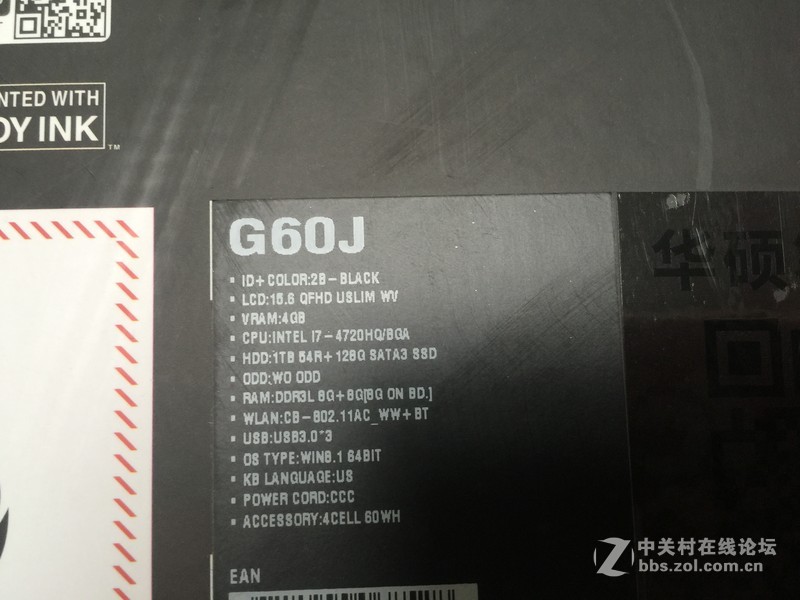 NTED WITH
DY INK
TM
G60J
▪ ID+COLOR:2B-BLACK
▪ LCD:15.6 QFHD USLIM WV
▪ VRAM:4GB
▪ CPU:INTEL I7-4720HQ/BGA
▪ HDD:1TB 54R+128G SATA3 SSD
▪ ODD:WO ODD
▪ RAM:DDR3L 8G+8G[8G ON BD.]
▪ WLAN:CB-802.11AC_WW+BT
▪ USB:USB3.0*3
▪ OS TYPE:WIN8.1 64BIT
▪ KB LANGUAGE:US
▪ POWER CORD:CCC
▪ ACCESSORY:4CELL 60WH
EAN
华硕
中关村在线论坛
bbs.zol.com.cn